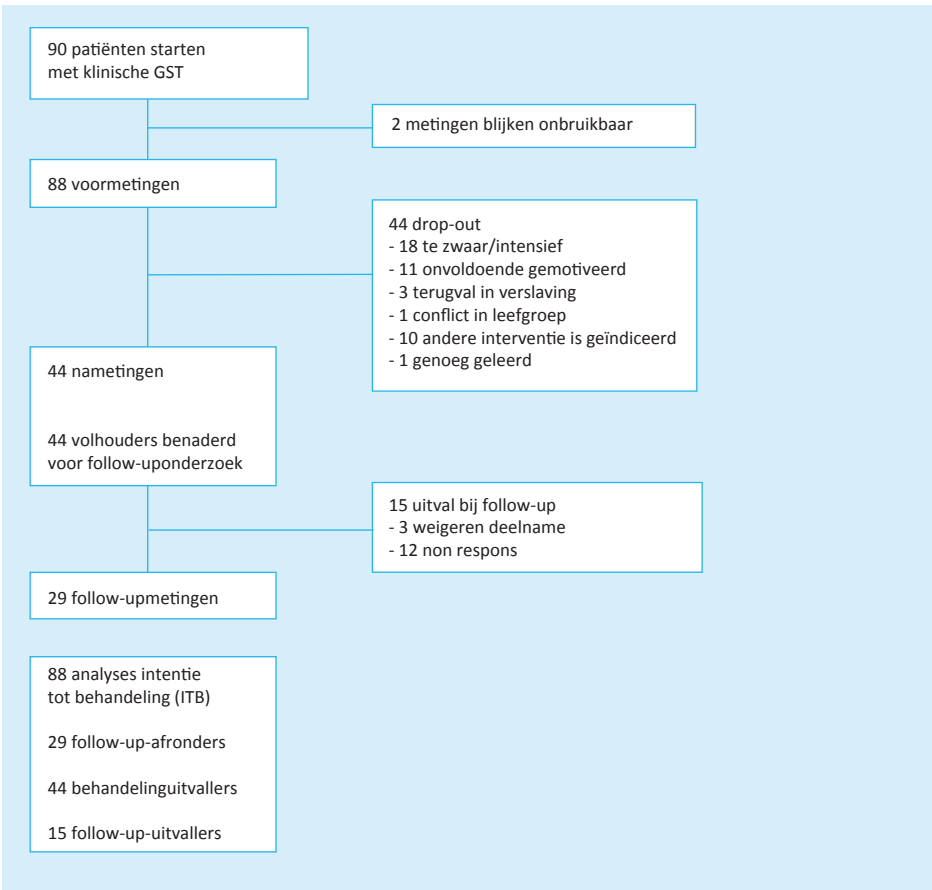 90 patiënten starten
met klinische GST
2 metingen blijken onbruikbaar
88 voormetingen
44 drop-out
- 18 te zwaar/intensief
- 11 onvoldoende gemotiveerd
- 3 terugval in verslaving
- 1 conflict in leefgroep
- 10 andere interventie is geïndiceerd
- 1 genoeg geleerd
44 nametingen
44 volhouders benaderd
voor follow-uponderzoek
15 uitval bij follow-up
- 3 weigeren deelname
- 12 non respons
29 follow-upmetingen
88 analyses intentie
tot behandeling (ITB)
29 follow-up-afronders
44 behandelinguitvallers
15 follow-up-uitvallers